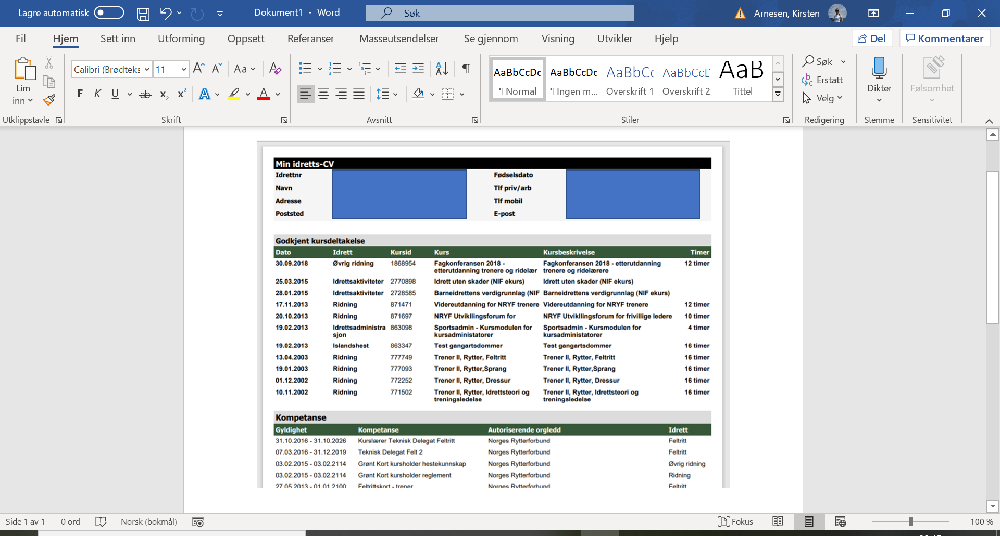 Lagre automatisk Dokument1 - Word Søk Arnesen, Kirsten
Fil Hjem Sett inn Utforming Oppsett Referanser Masseutsendelser Se gjennom Visning Utvikler Hjelp Del Kommentarer
Lim inn
Utklippstavle
Calibri (Brødteks 11 Aa
F K U ab x₂ x² A A
Skrift
Avsnitt
AaBbCcDc AaBbCcDc AaBbCc AaBbCcD AaB
¶ Normal ¶ Ingen m... Overskrift 1 Overskrift 2 Tittel
Stiler
Søk
Erstatt
Velg
Redigering
Dikter
Stemme
Følsomhet
Sensitivitet
Min idretts-CV
Idrettnr Fødselsdato
Navn Tlf priv/arb
Adresse Tlf mobil
Poststed E-post
Godkjent kursdeltakelse
Dato Idrett Kursid Kurs Kursbeskrivelse Timer
30.09.2018 Øvrig ridning 1868954 Fagkonferansen 2018 - Fagkonferansen 2018 - etterutdanning 12 timer
etterutdanning trenere og ridelær trenere og ridelærere
25.03.2015 Idrettsaktiviteter 2770898 Idrett uten skader (NIF ekurs) Idrett uten skader (NIF ekurs)
28.01.2015 Idrettsaktiviteter 2728585 Barneidrettens verdigrunnlag (NIF Barneidrettens verdigrunnlag (NIF ekurs)
17.11.2013 Ridning 871471 Videreutdanning for NRYF trenere Videreutdanning for NRYF trenere 12 timer
20.10.2013 Ridning 871697 NRYF Utvikllingsforum for NRYF Utvikllingsforum for frivillige ledere 10 timer
19.02.2013 Idrettsadministra 863098 Sportsadmin - Kursmodulen for Sportsadmin - Kursmodulen for 4 timer
sjon kursadministatorer kursadministatorer
19.02.2013 Islandshest 863347 Test gangartsdommer Test gangartsdommer 16 timer
13.04.2003 Ridning 777749 Trener II, Rytter, Feltritt Trener II, Rytter, Feltritt 16 timer
19.01.2003 Ridning 777093 Trener II, Rytter,Sprang Trener II, Rytter,Sprang 16 timer
01.12.2002 Ridning 772252 Trener II, Rytter, Dressur Trener II, Rytter, Dressur 16 timer
10.11.2002 Ridning 771502 Trener II, Rytter, Idrettsteori og Trener II, Rytter, Idrettsteori og 16 timer
treningsledelse treningsledelse
Kompetanse
Gyldighet Kompetanse Autoriserende orgledd Idrett
31.10.2016 - 31.10.2026 Kurslærer Teknisk Delegat Feltritt Norges Rytterforbund Feltritt
07.03.2016 - 31.12.2019 Teknisk Delegat Felt 2 Norges Rytterforbund Feltritt
03.02.2015 - 03.02.2114 Grønt Kort kursholder hestekunnskap Norges Rytterforbund Øvrig ridning
03.02.2015 - 03.02.2114 Grønt Kort kursholder reglement Norges Rytterforbund Ridning
27.05.2013 - 01.01.2100 Feltrittskort - trener Norges Rytterforbund Feltritt
Side 1 av 1 0 ord Norsk (bokmål) Fokus 100 %